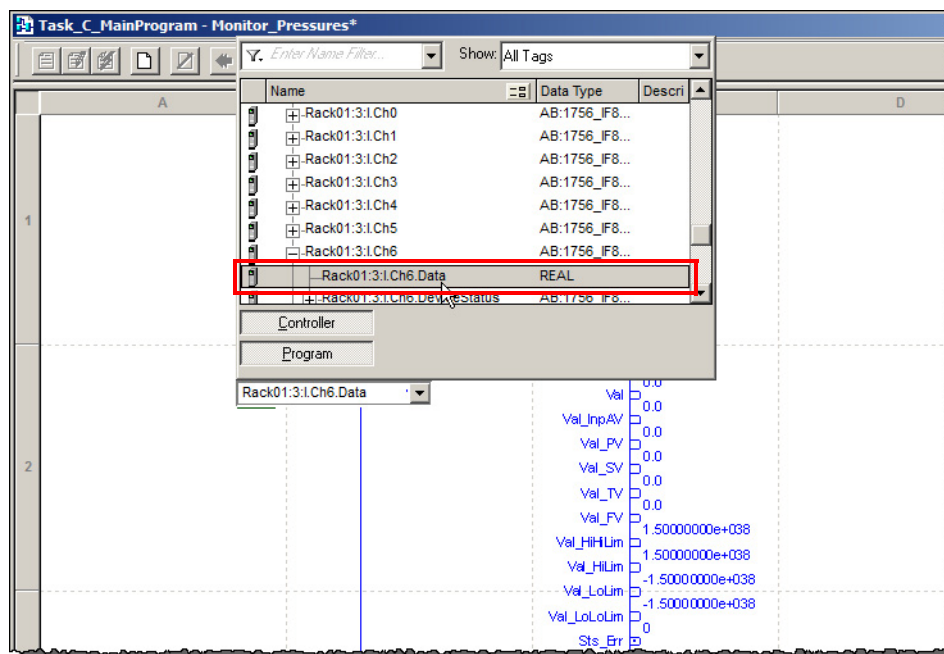 Task_C_MainProgram - Monitor_Pressures*
Enter Name Filter... Show: All Tags
Name Data Type Descri
A D
Rack01:3:I.Ch0 AB:1756_IF8...
Rack01:3:I.Ch1 AB:1756_IF8...
Rack01:3:I.Ch2 AB:1756_IF8...
Rack01:3:I.Ch3 AB:1756_IF8...
Rack01:3:I.Ch4 AB:1756_IF8...
1 Rack01:3:I.Ch5 AB:1756_IF8...
Rack01:3:I.Ch6 AB:1756_IF8...
Rack01:3:I.Ch6.Data REAL
Rack01:3:I.Ch6.DeviceStatus AB:1756_IF8...
Controller
Program
Rack01:3:I.Ch6.Data
0.0
Val
0.0
Val_InpAV
0.0
Val_PV
0.0
2 Val_SV
0.0
Val_TV
0.0
Val_FV
1.50000000e+038
Val_HiHiLim
1.50000000e+038
Val_HiLim
-1.50000000e+038
Val_LoLim
-1.50000000e+038
Val_LoLoLim
0
Sts_Err